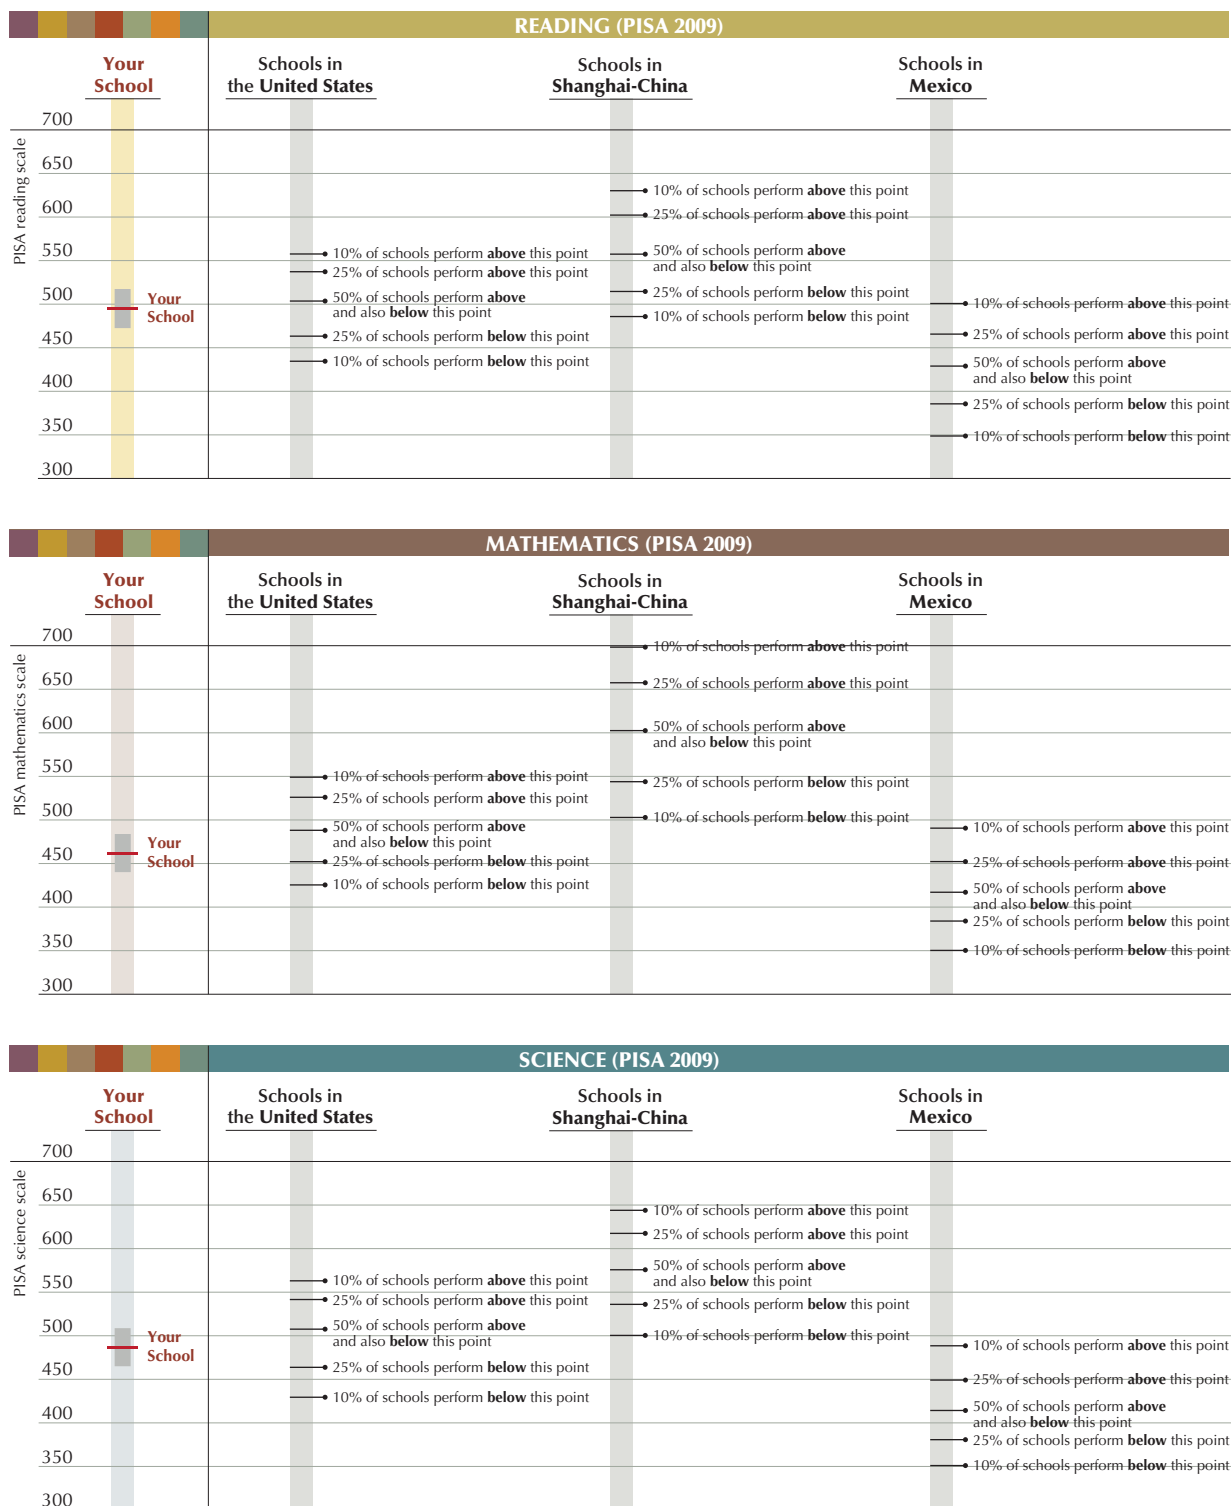 READING (PISA 2009)
Your
School
Schools in
the United States
Schools in
Shanghai-China
Schools in
Mexico
PISA reading scale
700
650
600
550
500
450
400
350
300
Your
School
10% of schools perform above this point
25% of schools perform above this point
50% of schools perform above
and also below this point
25% of schools perform below this point
10% of schools perform below this point
10% of schools perform above this point
25% of schools perform above this point
50% of schools perform above
and also below this point
25% of schools perform below this point
10% of schools perform below this point
10% of schools perform above this point
25% of schools perform above this point
50% of schools perform above
and also below this point
25% of schools perform below this point
10% of schools perform below this point
MATHEMATICS (PISA 2009)
Your
School
Schools in
the United States
Schools in
Shanghai-China
Schools in
Mexico
PISA mathematics scale
700
650
600
550
500
450
400
350
300
Your
School
10% of schools perform above this point
25% of schools perform above this point
50% of schools perform above
and also below this point
25% of schools perform below this point
10% of schools perform below this point
10% of schools perform above this point
25% of schools perform above this point
50% of schools perform above
and also below this point
25% of schools perform below this point
10% of schools perform below this point
10% of schools perform above this point
25% of schools perform above this point
50% of schools perform above
and also below this point
25% of schools perform below this point
10% of schools perform below this point
SCIENCE (PISA 2009)
Your
School
Schools in
the United States
Schools in
Shanghai-China
Schools in
Mexico
PISA science scale
700
650
600
550
500
450
400
350
300
Your
School
10% of schools perform above this point
25% of schools perform above this point
50% of schools perform above
and also below this point
25% of schools perform below this point
10% of schools perform below this point
10% of schools perform above this point
25% of schools perform above this point
50% of schools perform above
and also below this point
25% of schools perform below this point
10% of schools perform below this point
10% of schools perform above this point
25% of schools perform above this point
50% of schools perform above
and also below this point
25% of schools perform below this point
10% of schools perform below this point